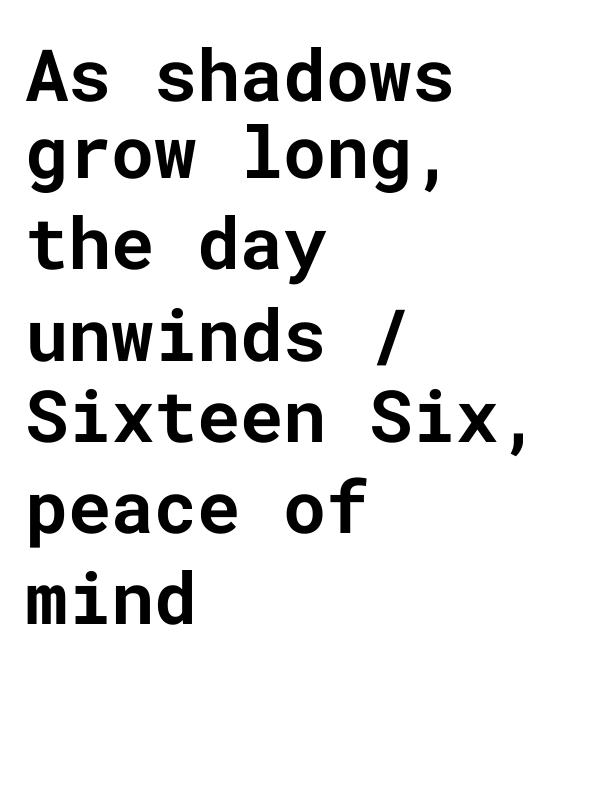 As shadows
grow long,
the day
unwinds /
Sixteen Six,
peace of
mind